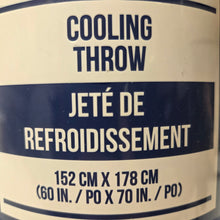 COOLING
THROW
JETÉ DE
REFROIDISSEMENT
152 CM X 178 CM
(60 IN. / PO X 70 IN. / PO)